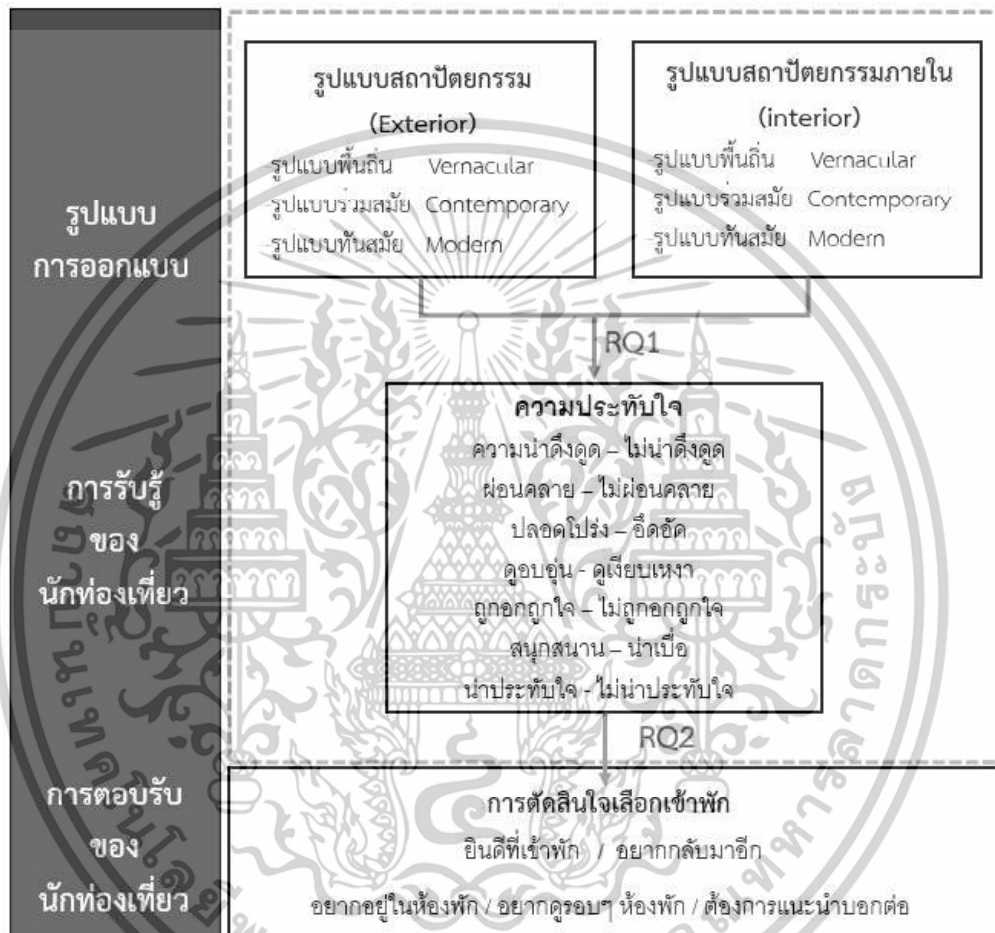 รูปแบบ
การออกแบบ
รูปแบบสถาปัตยกรรม
(Exterior)
-รูปแบบพื้นถิ่น Vernacular
-รูปแบบร่วมสมัย Contemporary
-รูปแบบทันสมัย Modern
รูปแบบสถาปัตยกรรมภายใน
(interior)
-รูปแบบพื้นถิ่น Vernacular
รูปแบบร่วมสมัย Contemporary
-รูปแบบทันสมัย Modern
RQ1
การรับรู้
ของ
นักท่องเที่ยว
ความประทับใจ
ความน่าดึงดูด – ไม่น่าดึงดูด
ผ่อนคลาย – ไม่ผ่อนคลาย
ปลอดโปร่ง – อึดอัด
ดูอบอุ่น - ดูเงียบเหงา
ถูกอกถูกใจ – ไม่ถูกอกถูกใจ
สนุกสนาน – น่าเบื่อ
น่าประทับใจ - ไม่น่าประทับใจ
RQ2
การตอบรับ
ของ
นักท่องเที่ยว
การตัดสินใจเลือกเข้าพัก
ยินดีที่เข้าพัก / อยากกลับมาอีก
อยากอยู่ในห้องพัก / อยากดูรอบๆ ห้องพัก / ต้องการแนะนำบอกต่อ